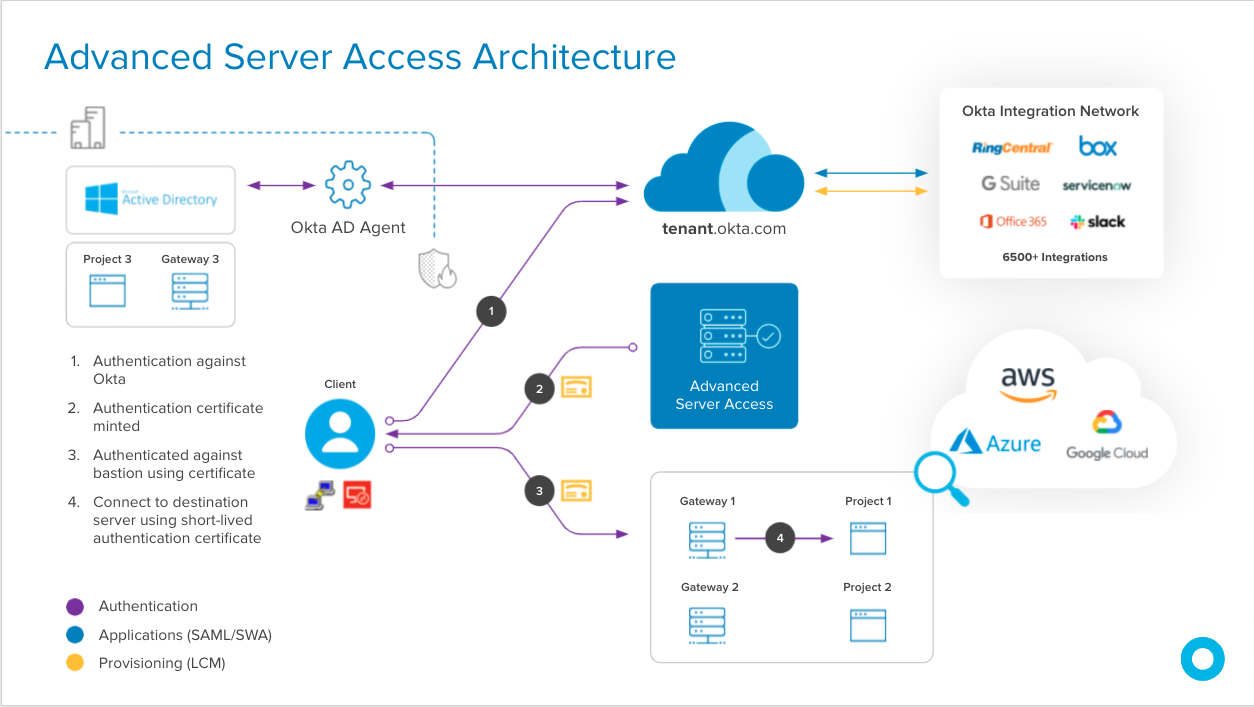 Advanced Server Access Architecture
Okta Integration Network
RingCentral
box
G Suite
servicenow
Office 365
slack
6500+ Integrations
Active Directory
Okta AD Agent
tenant.okta.com
Project 3
Gateway 3
1
1. Authentication against
Okta
2. Authentication certificate
minted
3. Authenticated against
bastion using certificate
4. Connect to destination
server using short-lived
authentication certificate
Client
2
3
Advanced
Server Access
aws
Azure
Google Cloud
Gateway 1
Project 1
4
Gateway 2
Project 2
Authentication
Applications (SAML/SWA)
Provisioning (LCM)